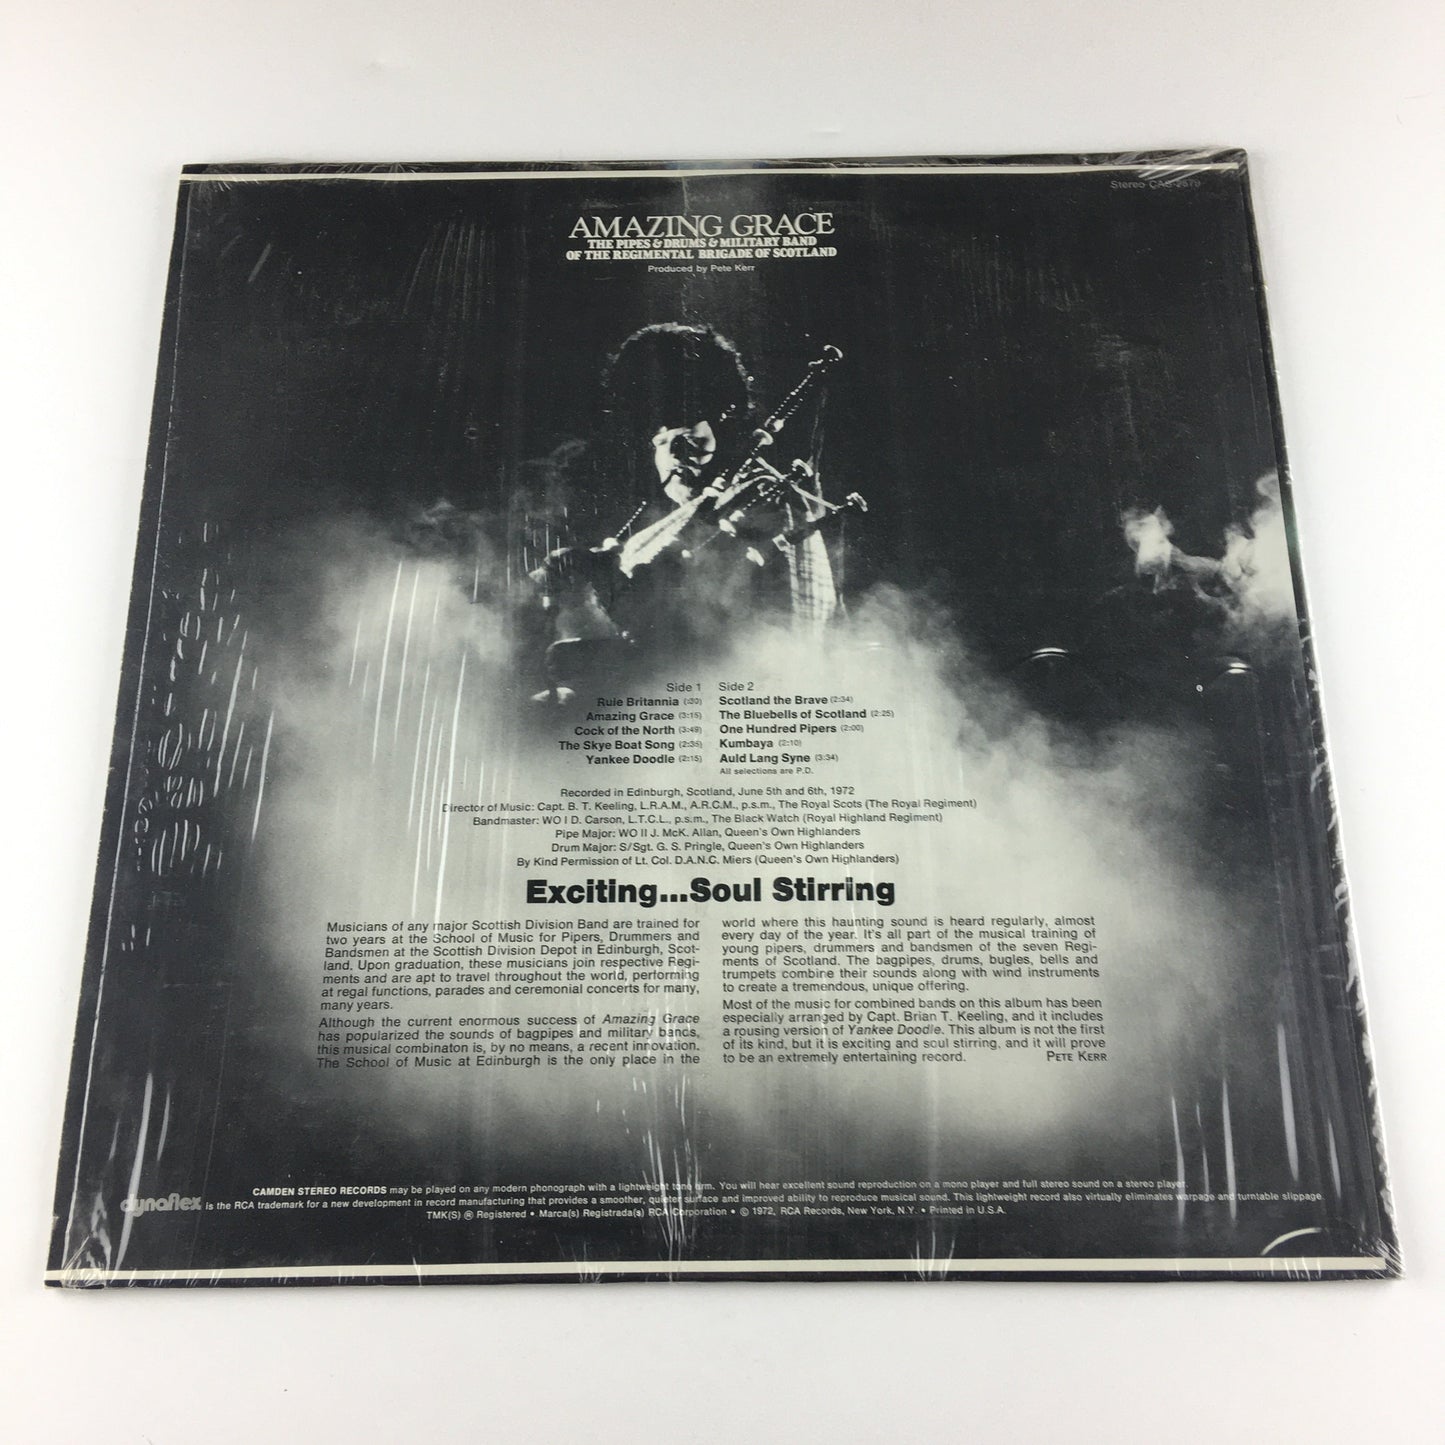 Stereo CAS-2679
AMAZING GRACE
THE PIPES & DRUMS & MILITARY BAND
OF THE REGIMENTAL BRIGADE OF SCOTLAND
Produced by Pete Kerr
Side 1
Rule Britannia (:30)
Amazing Grace (3:15)
Cock of the North (3:49)
The Skye Boat Song (2:35)
Yankee Doodle (2:15)
Side 2
Scotland the Brave (2:34)
The Bluebells of Scotland (2:25)
One Hundred Pipers (2:00)
Kumbaya (2:10)
Auld Lang Syne (3:34)
All selections are P.D.
Recorded in Edinburgh, Scotland, June 5th and 6th, 1972
Director of Music: Capt. B. T. Keeling, L.R.A.M., A.R.C.M., p.s.m., The Royal Scots (The Royal Regiment)
Bandmaster: WO I D. Carson, L.T.C.L., p.s.m., The Black Watch (Royal Highland Regiment)
Pipe Major: WO II J. McK. Allan, Queen's Own Highlanders
Drum Major: S/Sgt. G. S. Pringle, Queen's Own Highlanders
By Kind Permission of Lt. Col. D.A.N.C. Miers (Queen's Own Highlanders)
Exciting...Soul Stirring
Musicians of any major Scottish Division Band are trained for
two years at the School of Music for Pipers, Drummers and
Bandsmen at the Scottish Division Depot in Edinburgh, Scot-
land. Upon graduation, these musicians join respective Regi-
ments and are apt to travel throughout the world, performing
at regal functions, parades and ceremonial concerts for many,
many years.
Although the current enormous success of Amazing Grace
has popularized the sounds of bagpipes and military bands,
this musical combinaton is, by no means, a recent innovation.
The School of Music at Edinburgh is the only place in the
world where this haunting sound is heard regularly, almost
every day of the year. It's all part of the musical training of
young pipers, drummers and bandsmen of the seven Regi-
ments of Scotland. The bagpipes, drums, bugles, bells and
trumpets combine their sounds along with wind instruments
to create a tremendous, unique offering.
Most of the music for combined bands on this album has been
especially arranged by Capt. Brian T. Keeling, and it includes
a rousing version of Yankee Doodle. This album is not the first
of its kind, but it is exciting and soul stirring, and it will prove
to be an extremely entertaining record. PETE KERR
CAMDEN STEREO RECORDS may be played on any modern phonograph with a lightweight tone arm. You will hear excellent sound reproduction on a mono player and full stereo sound on a stereo player.
dynaflex is the RCA trademark for a new development in record manufacturing that provides a smoother, quieter surface and improved ability to reproduce musical sound. This lightweight record also virtually eliminates warpage and turntable slippage
TMK(S) ® Registered • Marca(s) Registrada(s) RCA Corporation • © 1972, RCA Records, New York, N.Y. • Printed in U.S.A.